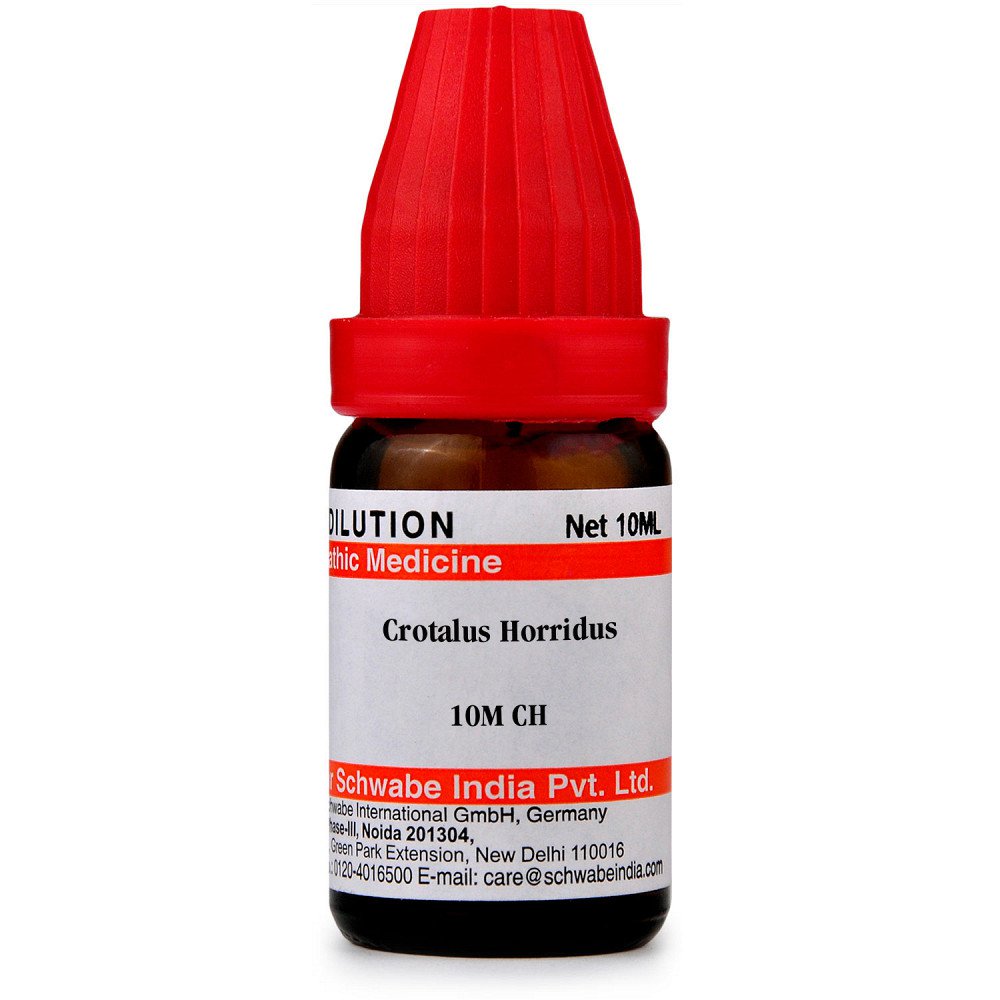 DILUTION Net 10ML
athic Medicine
Crotalus Horridus
10M CH
r Schwabe India Pvt. Ltd.
hwabe International GmbH, Germany
hase-III, Noida 201304,
Green Park Extension, New Delhi 110016
.: 0120-4016500 E-mail: care@schwabeindia.com